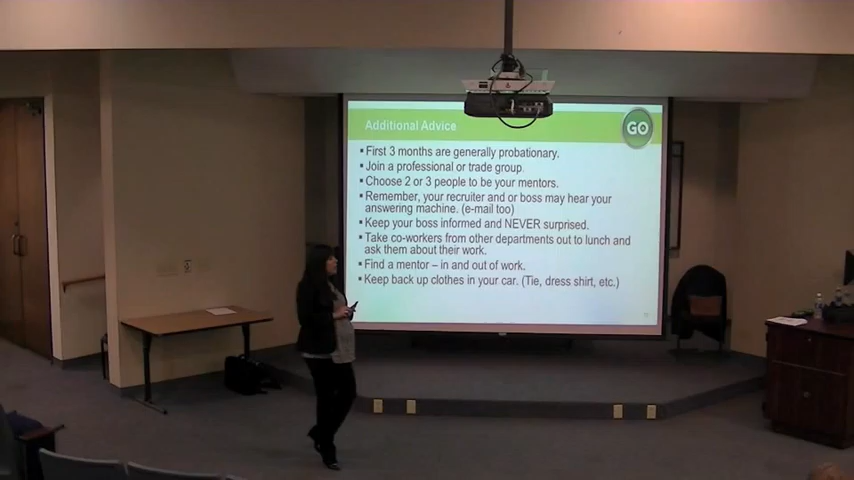 Additional Advice
GO
▪ First 3 months are generally probationary.
▪ Join a professional or trade group.
▪ Choose 2 or 3 people to be your mentors.
▪ Remember, your recruiter and or boss may hear your
answering machine. (e-mail too)
▪ Keep your boss informed and NEVER surprised.
▪ Take co-workers from other departments out to lunch and
ask them about their work.
▪ Find a mentor – in and out of work.
▪ Keep back up clothes in your car. (Tie, dress shirt, etc.)